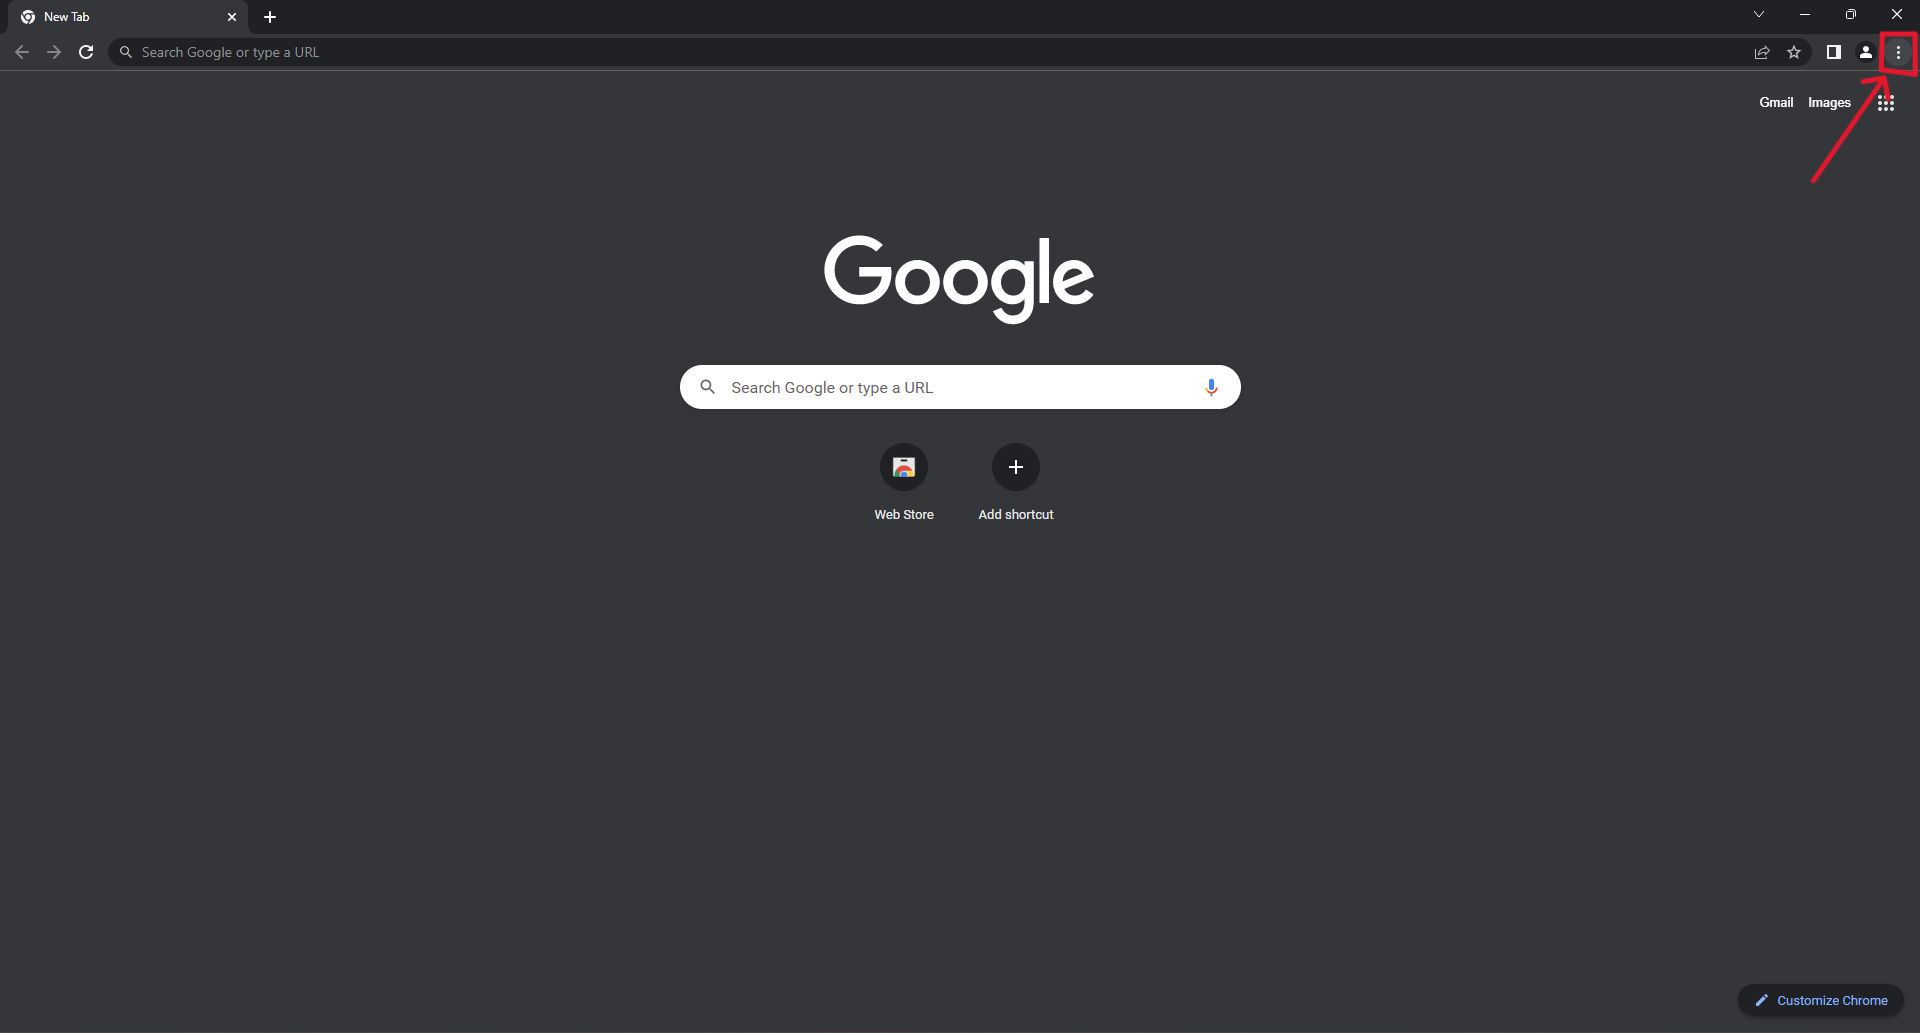 New Tab
Search Google or type a URL
Gmail Images
Google
Search Google or type a URL
Web Store Add shortcut
Customize Chrome